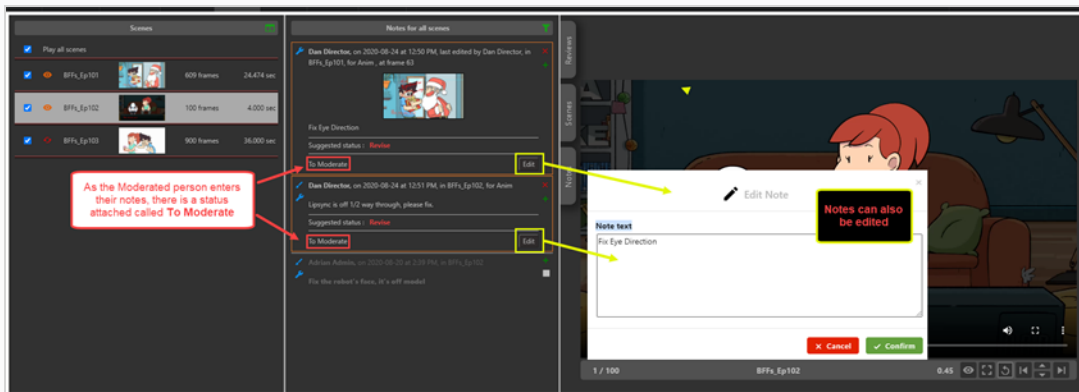 Scenes
Play all scenes
BFFs_Ep101 609 frames 24.474 sec
BFFs_Ep102 100 frames 4.000 sec
BFFs_Ep103 900 frames 36.000 sec
As the Moderated person enters
their notes, there is a status
attached called To Moderate
Notes for all scenes
Dan Director, on 2020-08-24 at 12:50 PM, last edited by Dan Director, in
BFFs_Ep101, for Anim , at frame 63
Fix Eye Direction
Suggested status : Revise
To Moderate Edit
Dan Director, on 2020-08-24 at 12:51 PM, in BFFs_Ep102, for Anim
Lipsync is off 1/2 way through, please fix.
Suggested status : Revise
To Moderate Edit
Adrian Admin, on 2020-08-20 at 2:39 PM, in BFFs_Ep102
Fix the robot's face, it's off model
Reviews
Scenes
Notes
Edit Note
×
Notes can also
be edited
Note text
Fix Eye Direction
× Cancel ✓ Confirm
1 / 100 BFFs_Ep102 0.45